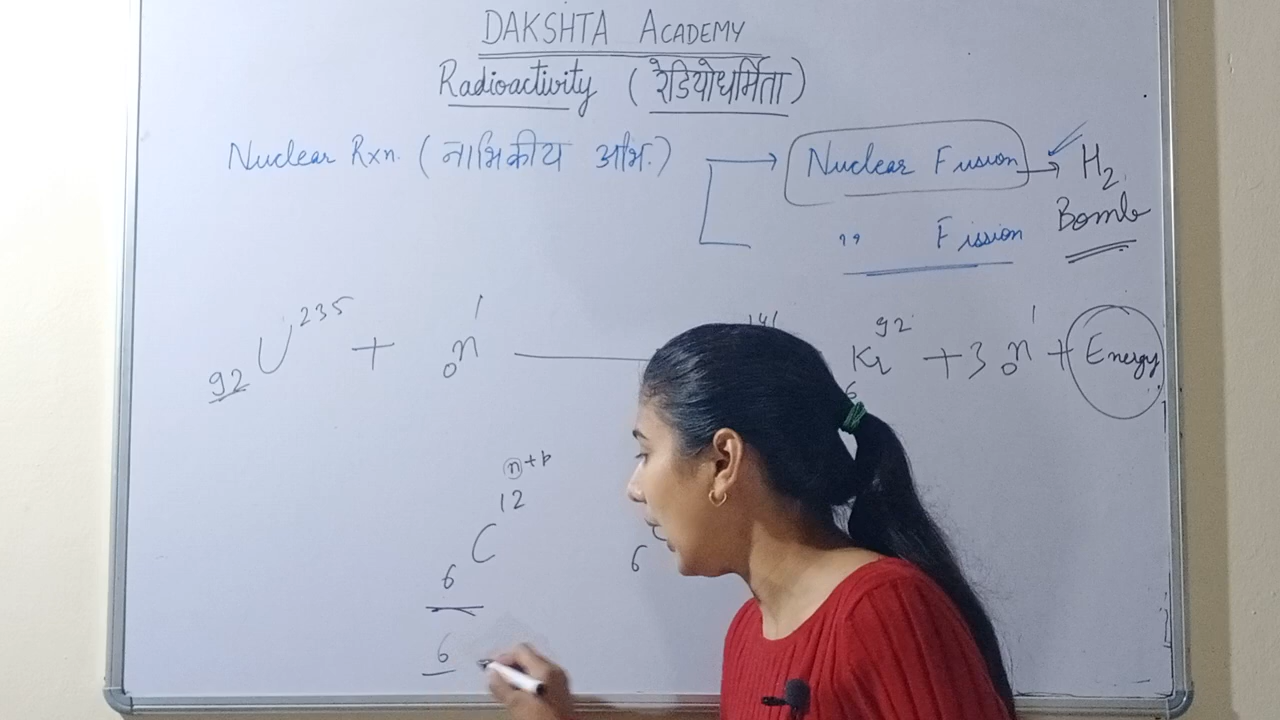 DAKSHTA ACADEMY
Radioactivity (रेडियोधर्मिता)
Nuclear Rxn. (नाभिकीय अभि.) → Nuclear Fusion → H₂ Bomb
,, Fission
₉₂U²³⁵ + ₀n¹ 141 Kr⁹² + 3 ₀n¹ + Energy
n + p
12
C
6 6
6